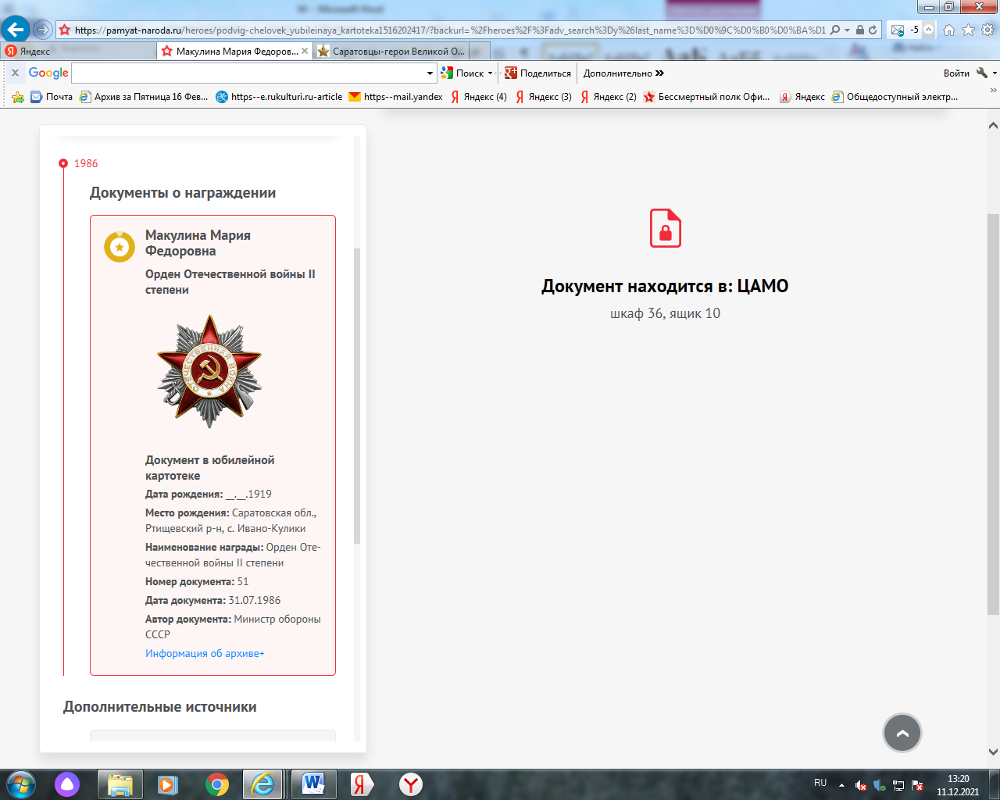 https://pamyat-naroda.ru/heroes/podvig-chelovek_yubileinaya_kartoteka1516202417/?backurl=%2Fheroes%2F%3Fadv_search%3Dy%26last_name%3D%D0%9C%D0%B0%D0%BA%D1
-5
Яндекс
Макулина Мария Федоров...
Саратовцы-герои Великой О...
Google
Поиск
Поделиться
Дополнительно
Войти
Почта
Архив за Пятница 16 Фев...
https--e.rukulturi.ru-article
https--mail.yandex
Яндекс (4)
Яндекс (3)
Яндекс (2)
Бессмертный полк Офи...
Яндекс
Общедоступный электр...
1986
Документы о награждении
Макулина Мария
Федоровна
Орден Отечественной войны II
степени
ОТЕЧЕСТВЕННАЯ ВОЙНА
Документ в юбилейной
картотеке
Дата рождения: __.__.1919
Место рождения: Саратовская обл.,
Ртищевский р-н, с. Ивано-Кулики
Наименование награды: Орден Оте-
чественной войны II степени
Номер документа: 51
Дата документа: 31.07.1986
Автор документа: Министр обороны
СССР
Информация об архиве+
Дополнительные источники
Документ находится в: ЦАМО
шкаф 36, ящик 10
RU
13:20
11.12.2021